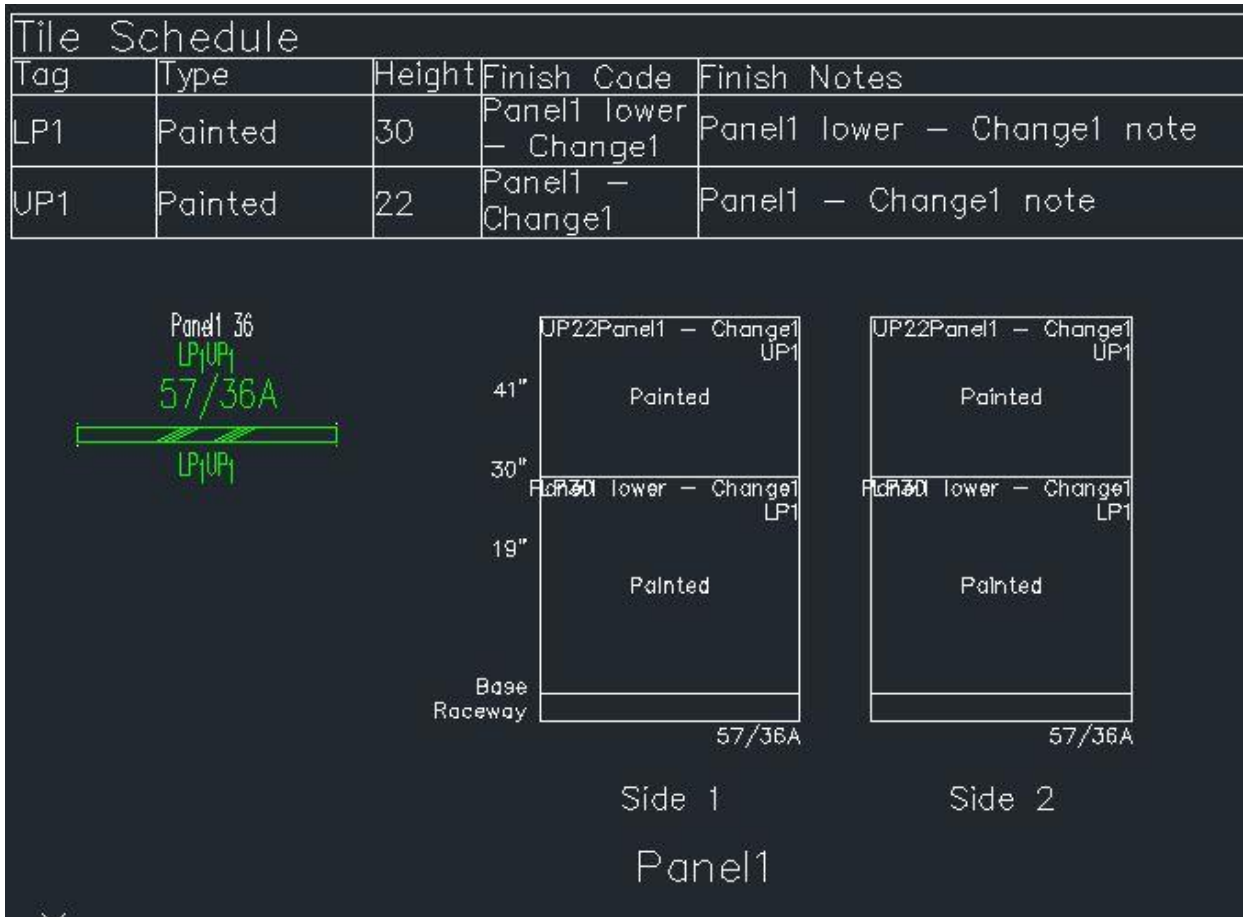 Tile Schedule
Tag Type Height Finish Code Finish Notes
LP1 Painted 30 Panel1 lower
– Change1 Panel1 lower – Change1 note
UP1 Painted 22 Panel1 –
Change1 Panel1 – Change1 note
Panel1 36
LP1UP1
57/36A
LP1UP1
UP22Panel1 – Change1
UP1
41"
Painted
30"
lower – Change1
LP1
19"
Painted
Base
Raceway
57/36A
Side 1
UP22Panel1 – Change1
UP1
Painted
lower – Change1
LP1
Painted
57/36A
Side 2
Panel1